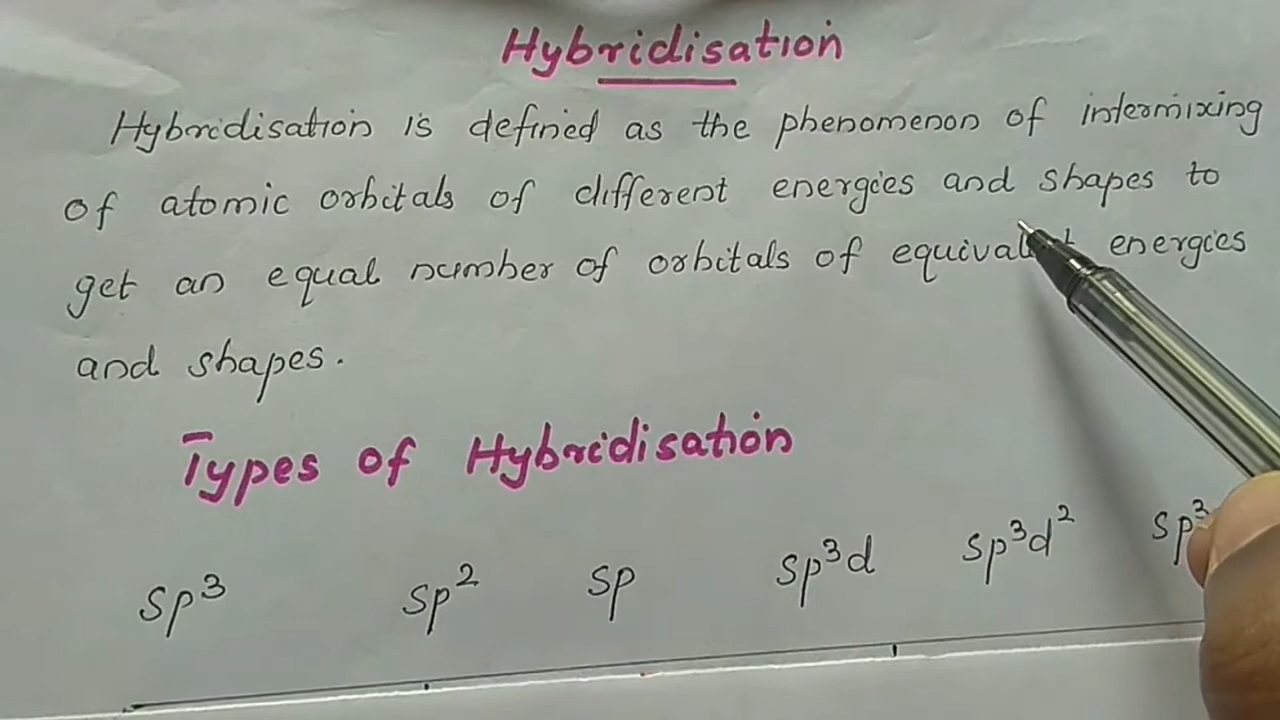 Hybridisation
Hybridisation is defined as the phenomenon of intermixing
of atomic orbitals of different energies and shapes to
get an equal number of orbitals of energies
and shapes.
Types of Hybridisation
sp³ sp² sp sp³d sp³d²